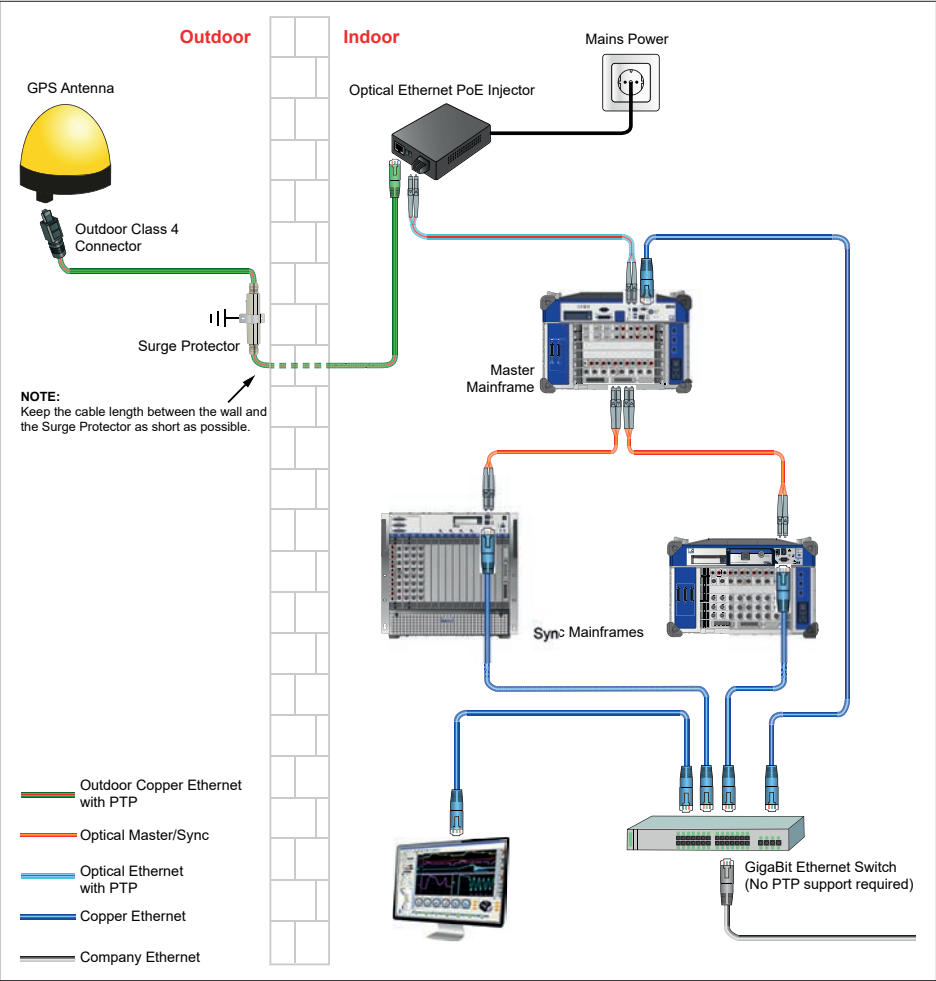 Outdoor
Indoor
Mains Power
GPS Antenna
Optical Ethernet PoE Injector
Outdoor Class 4
Connector
Surge Protector
Master
Mainframe
NOTE:
Keep the cable length between the wall and
the Surge Protector as short as possible.
Sync Mainframes
Outdoor Copper Ethernet
with PTP
Optical Master/Sync
Optical Ethernet
with PTP
Copper Ethernet
Company Ethernet
GigaBit Ethernet Switch
(No PTP support required)